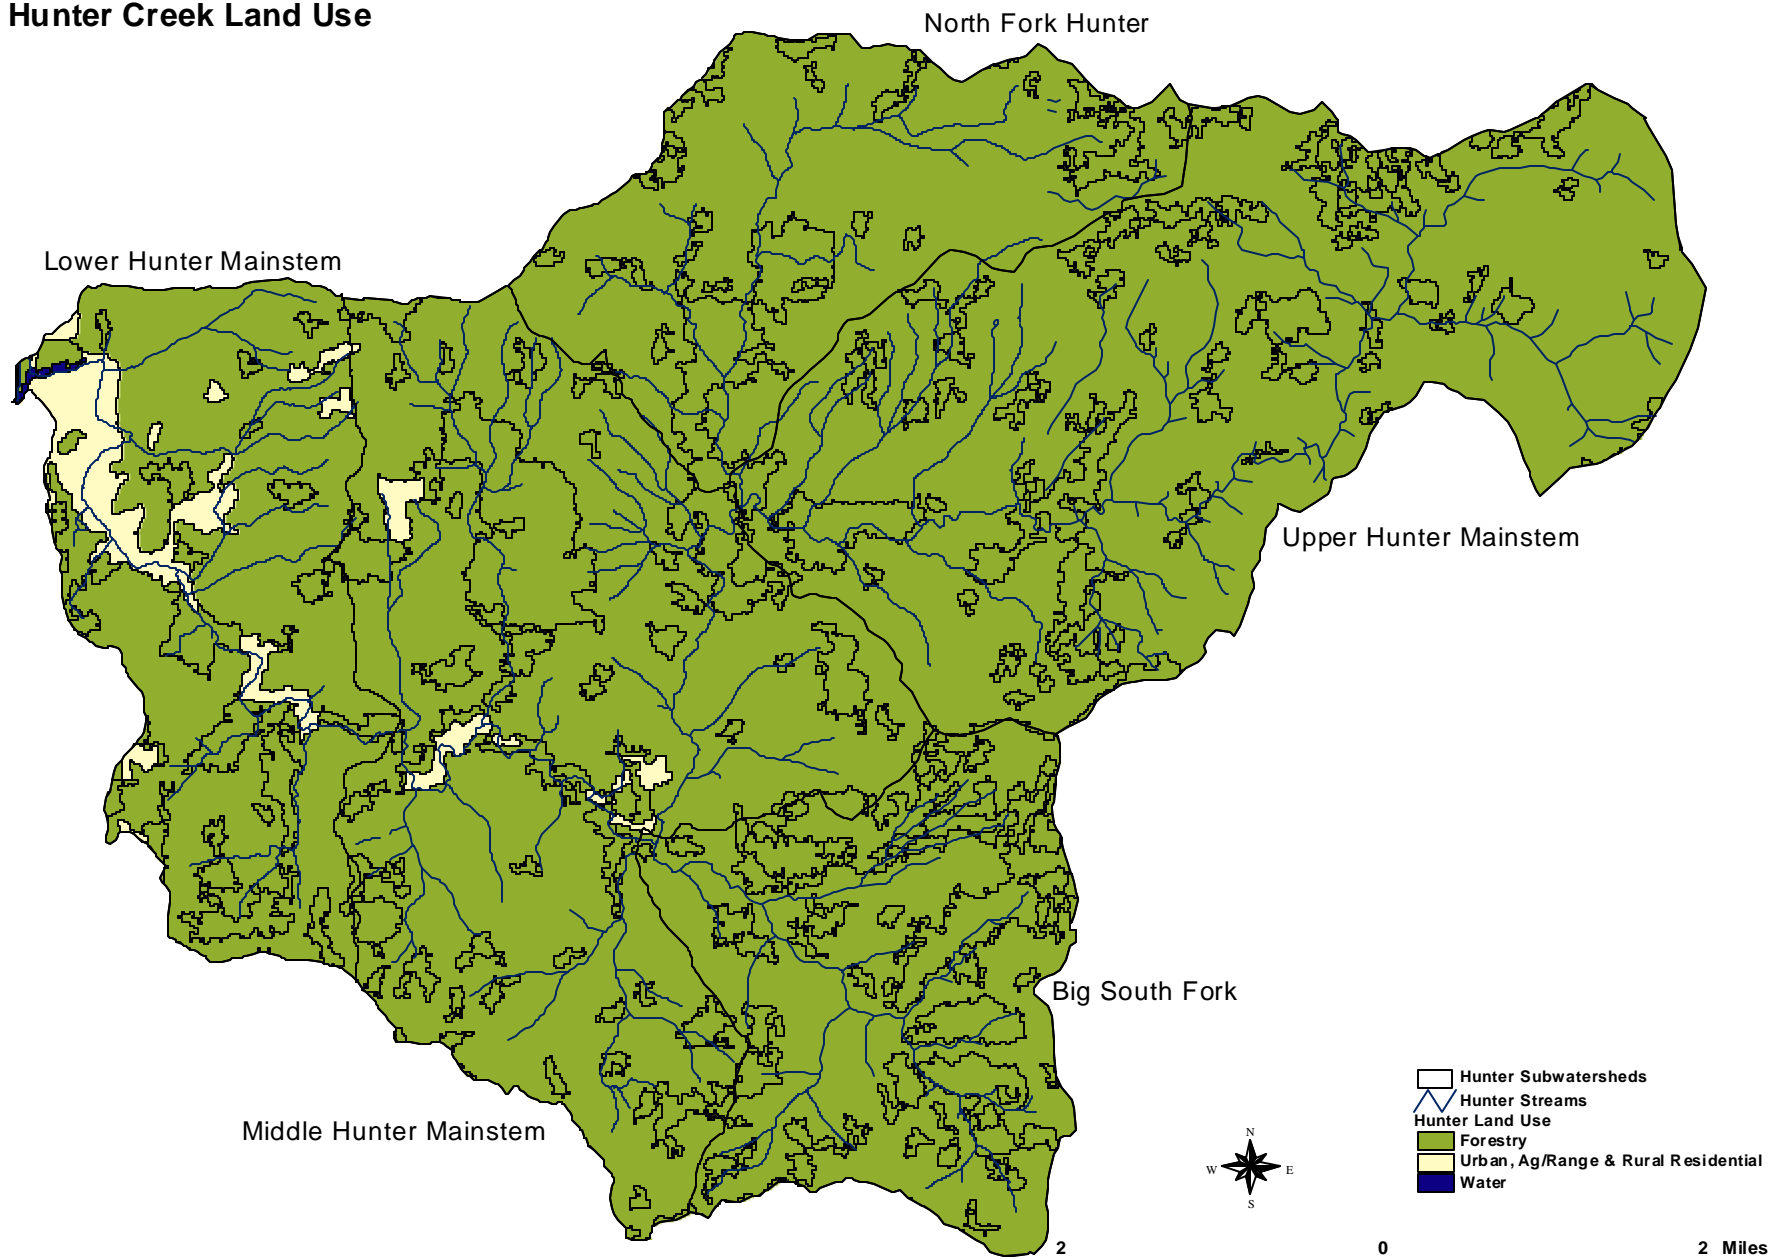 Hunter Creek Land Use
North Fork Hunter
Lower Hunter Mainstem
Upper Hunter Mainstem
Big South Fork
Middle Hunter Mainstem
Hunter Subwatersheds
Hunter Streams
Hunter Land Use
Forestry
Urban, Ag/Range & Rural Residential
Water
N
W E
S
2 0 2 Miles